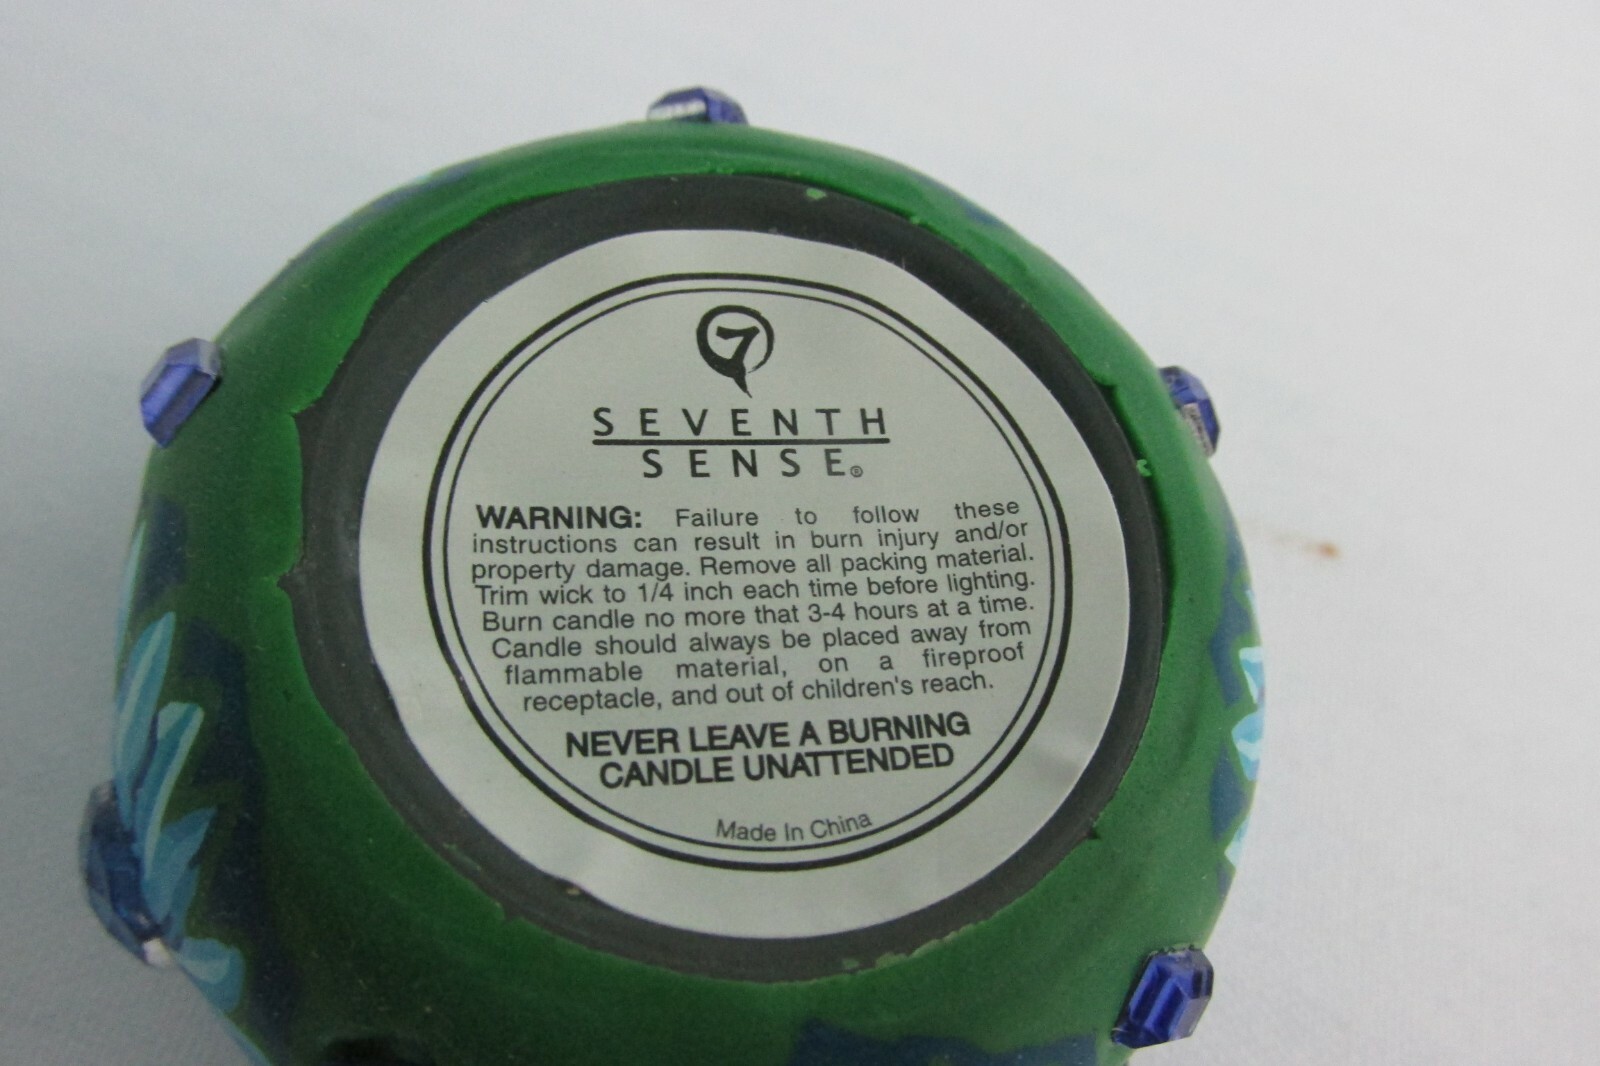 7
SEVENTH
SENSE®
WARNING: Failure to follow these
instructions can result in burn injury and/or
property damage. Remove all packing material.
Trim wick to 1/4 inch each time before lighting.
Burn candle no more that 3-4 hours at a time.
Candle should always be placed away from
flammable material, on a fireproof
receptacle, and out of children's reach.
NEVER LEAVE A BURNING
CANDLE UNATTENDED
Made In China